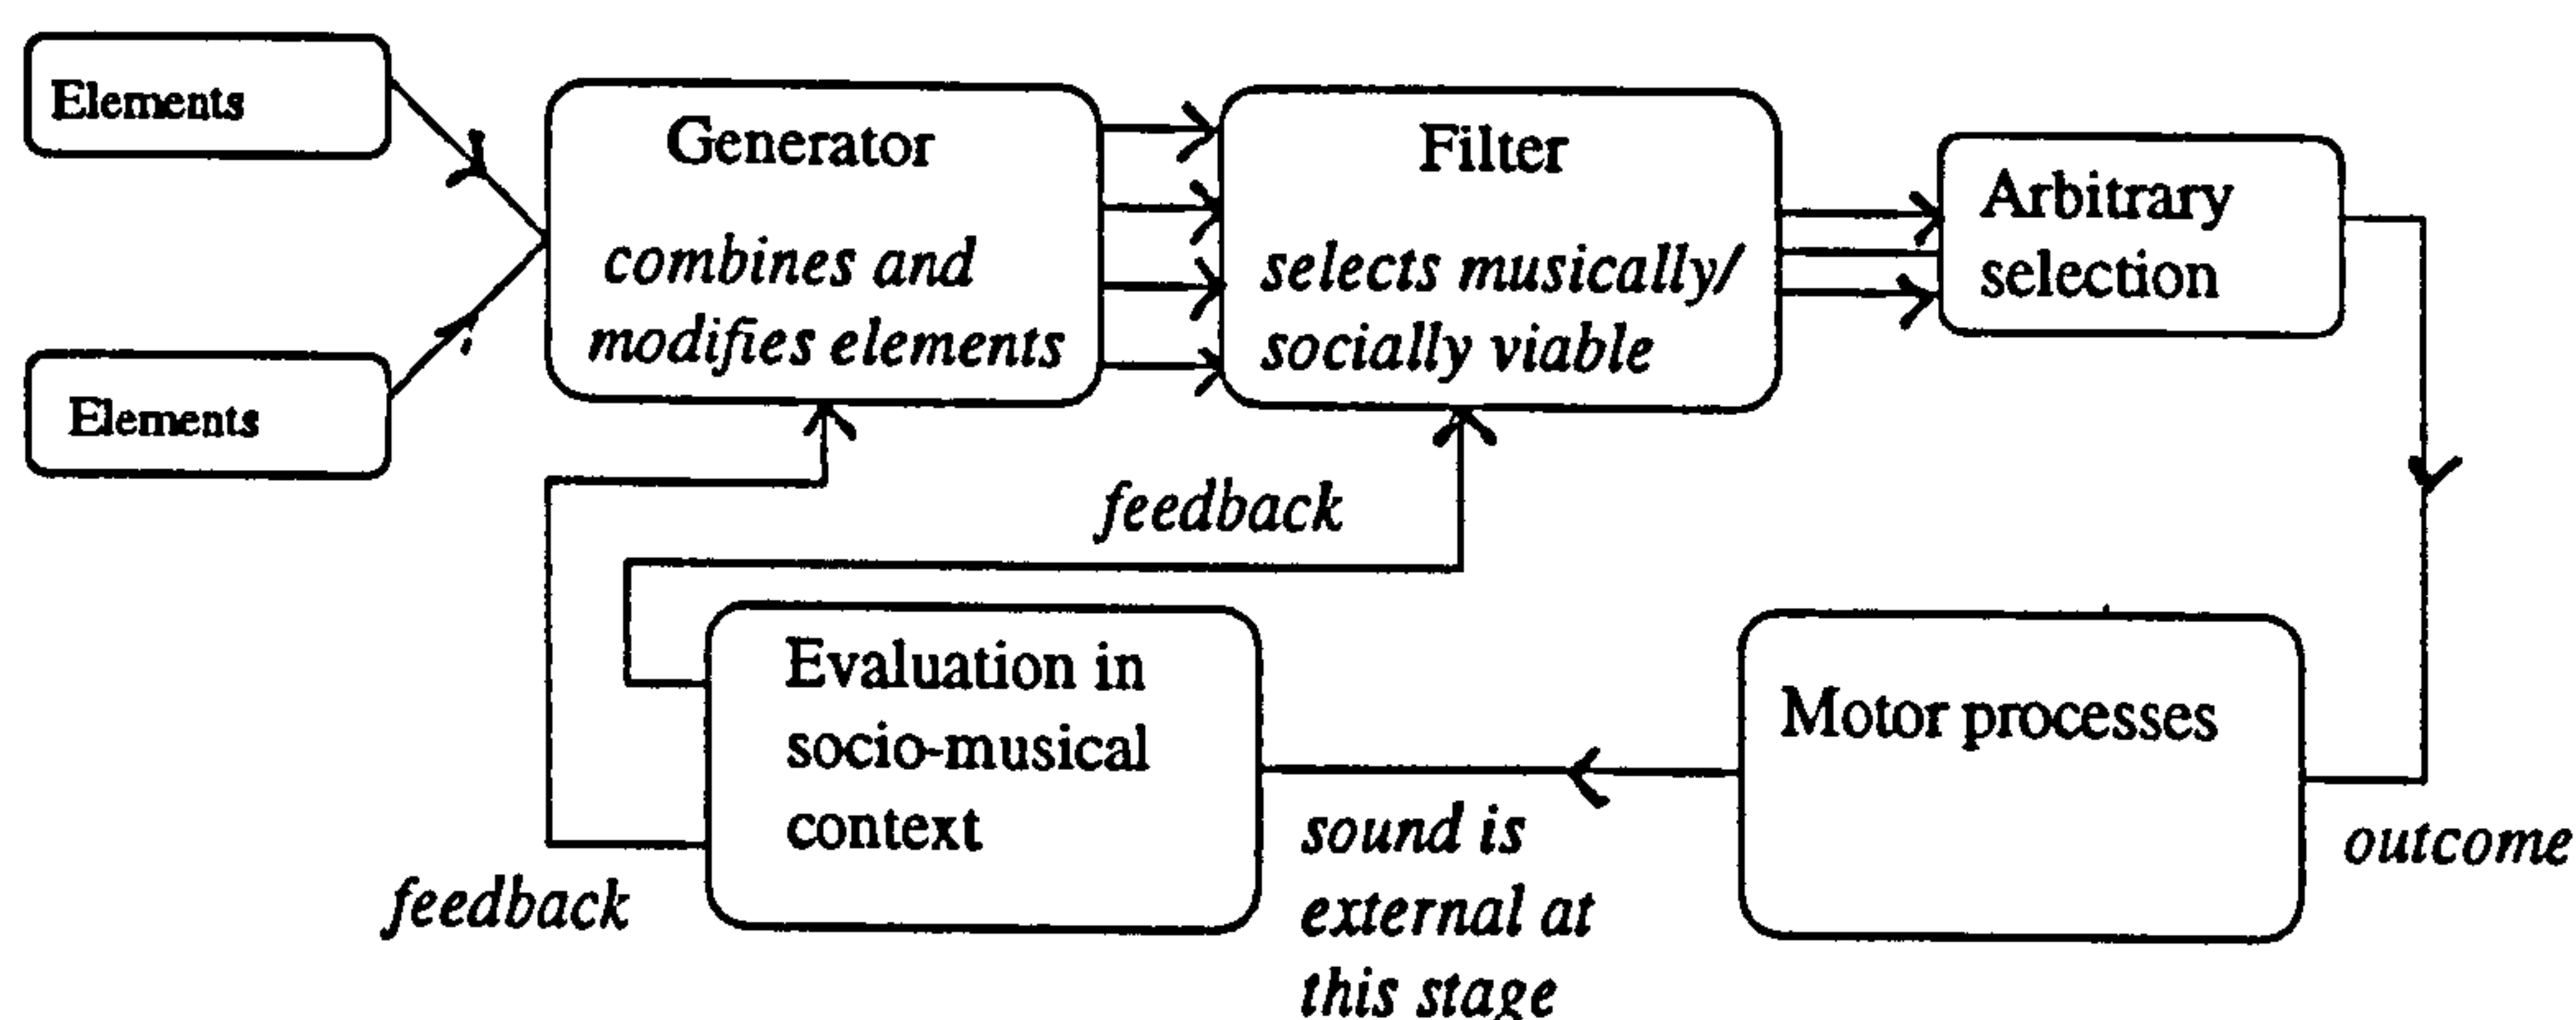 Elements
Generator
combines and
modifies elements
Filter
selects musically/
socially viable
Arbitrary
selection
Elements
feedback
Evaluation in
socio-musical
context
feedback
sound is
external at
this stage
Motor processes
outcome